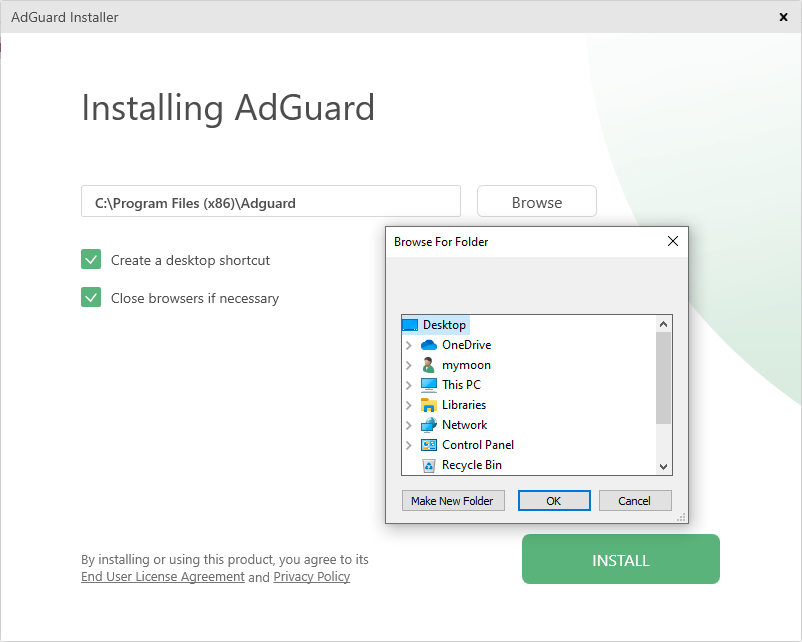 AdGuard Installer
Installing AdGuard
C:\Program Files (x86)\Adguard
Browse
Create a desktop shortcut
Close browsers if necessary
Browse For Folder
Desktop
OneDrive
mymoon
This PC
Libraries
Network
Control Panel
Recycle Bin
Make New Folder
OK
Cancel
By installing or using this product, you agree to its
End User License Agreement and Privacy Policy
INSTALL